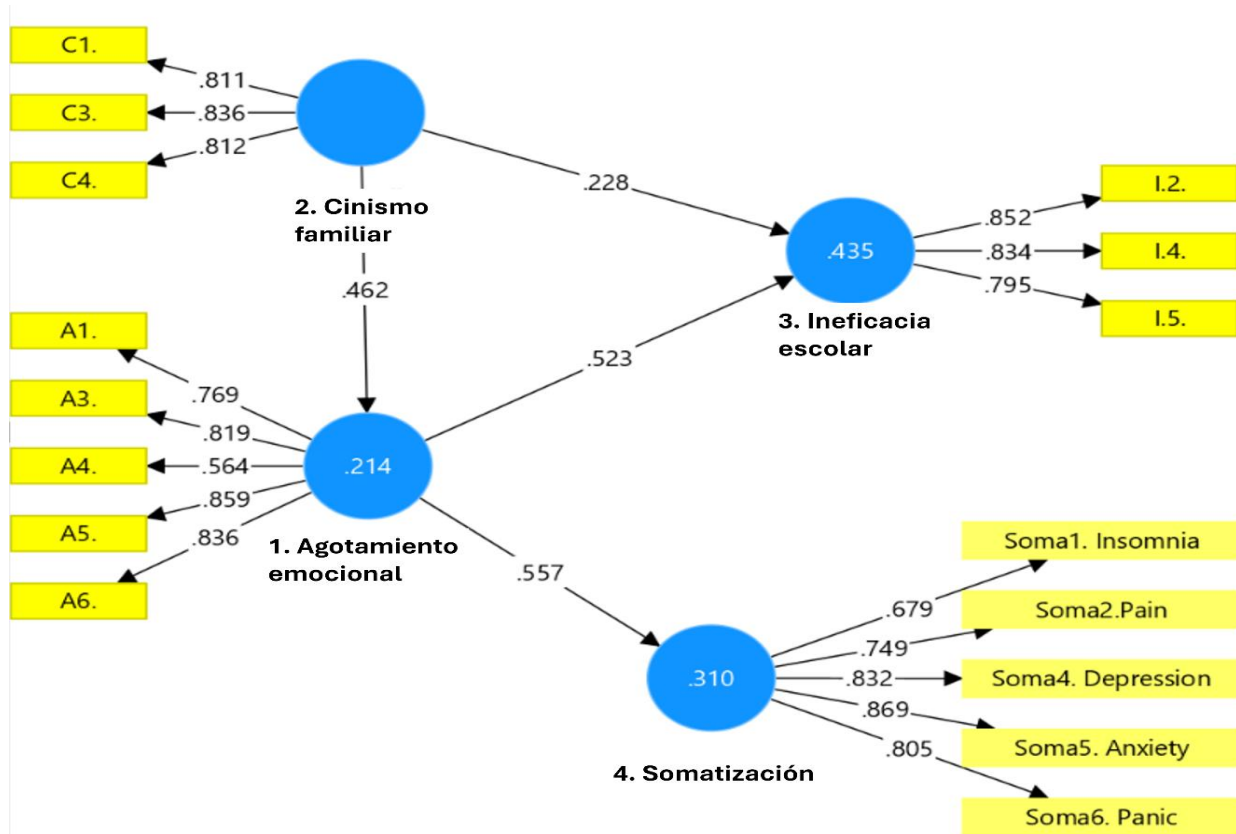 C1.
.811
C3.
.836
C4.
.812
2. Cinismo
familiar
.228
.462
I.2.
.852
.435
I.4.
.834
I.5.
.795
3. Ineficacia
escolar
.523
A1.
.769
A3.
.819
A4.
.564
.214
A5.
.859
A6.
.836
1. Agotamiento
emocional
.557
Soma1. Insomnia
.679
Soma2.Pain
.749
.310
.832
Soma4. Depression
.869
Soma5. Anxiety
.805
Soma6. Panic
4. Somatización